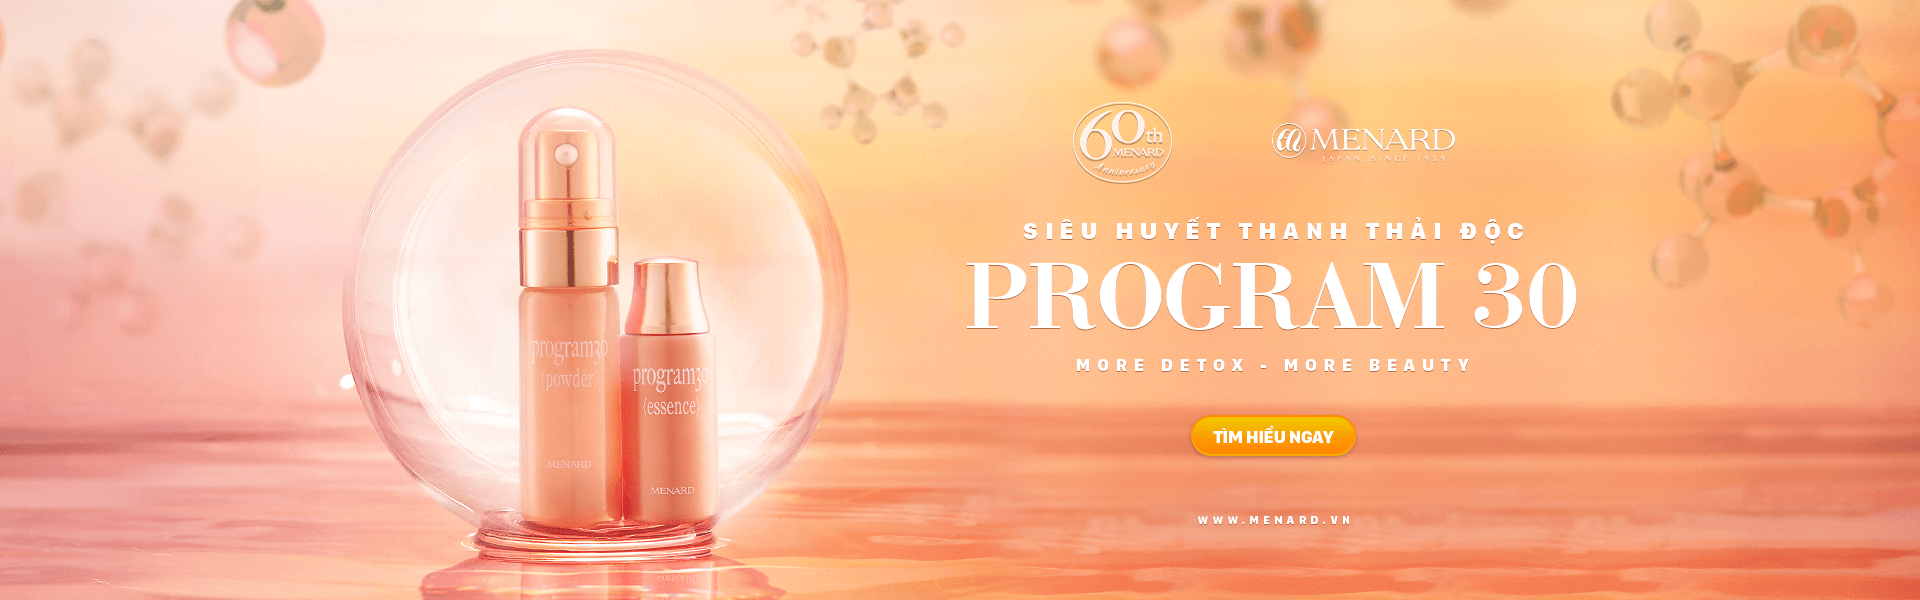 program30
(powder)
MENARD
program30
(essence)
MENARD
60th
MENARD
Anniversary
MENARD
JAPAN, SINCE 1959
SIÊU HUYẾT THANH THẢI ĐỘC
PROGRAM 30
MORE DETOX - MORE BEAUTY
TÌM HIỂU NGAY
WWW.MENARD.VN